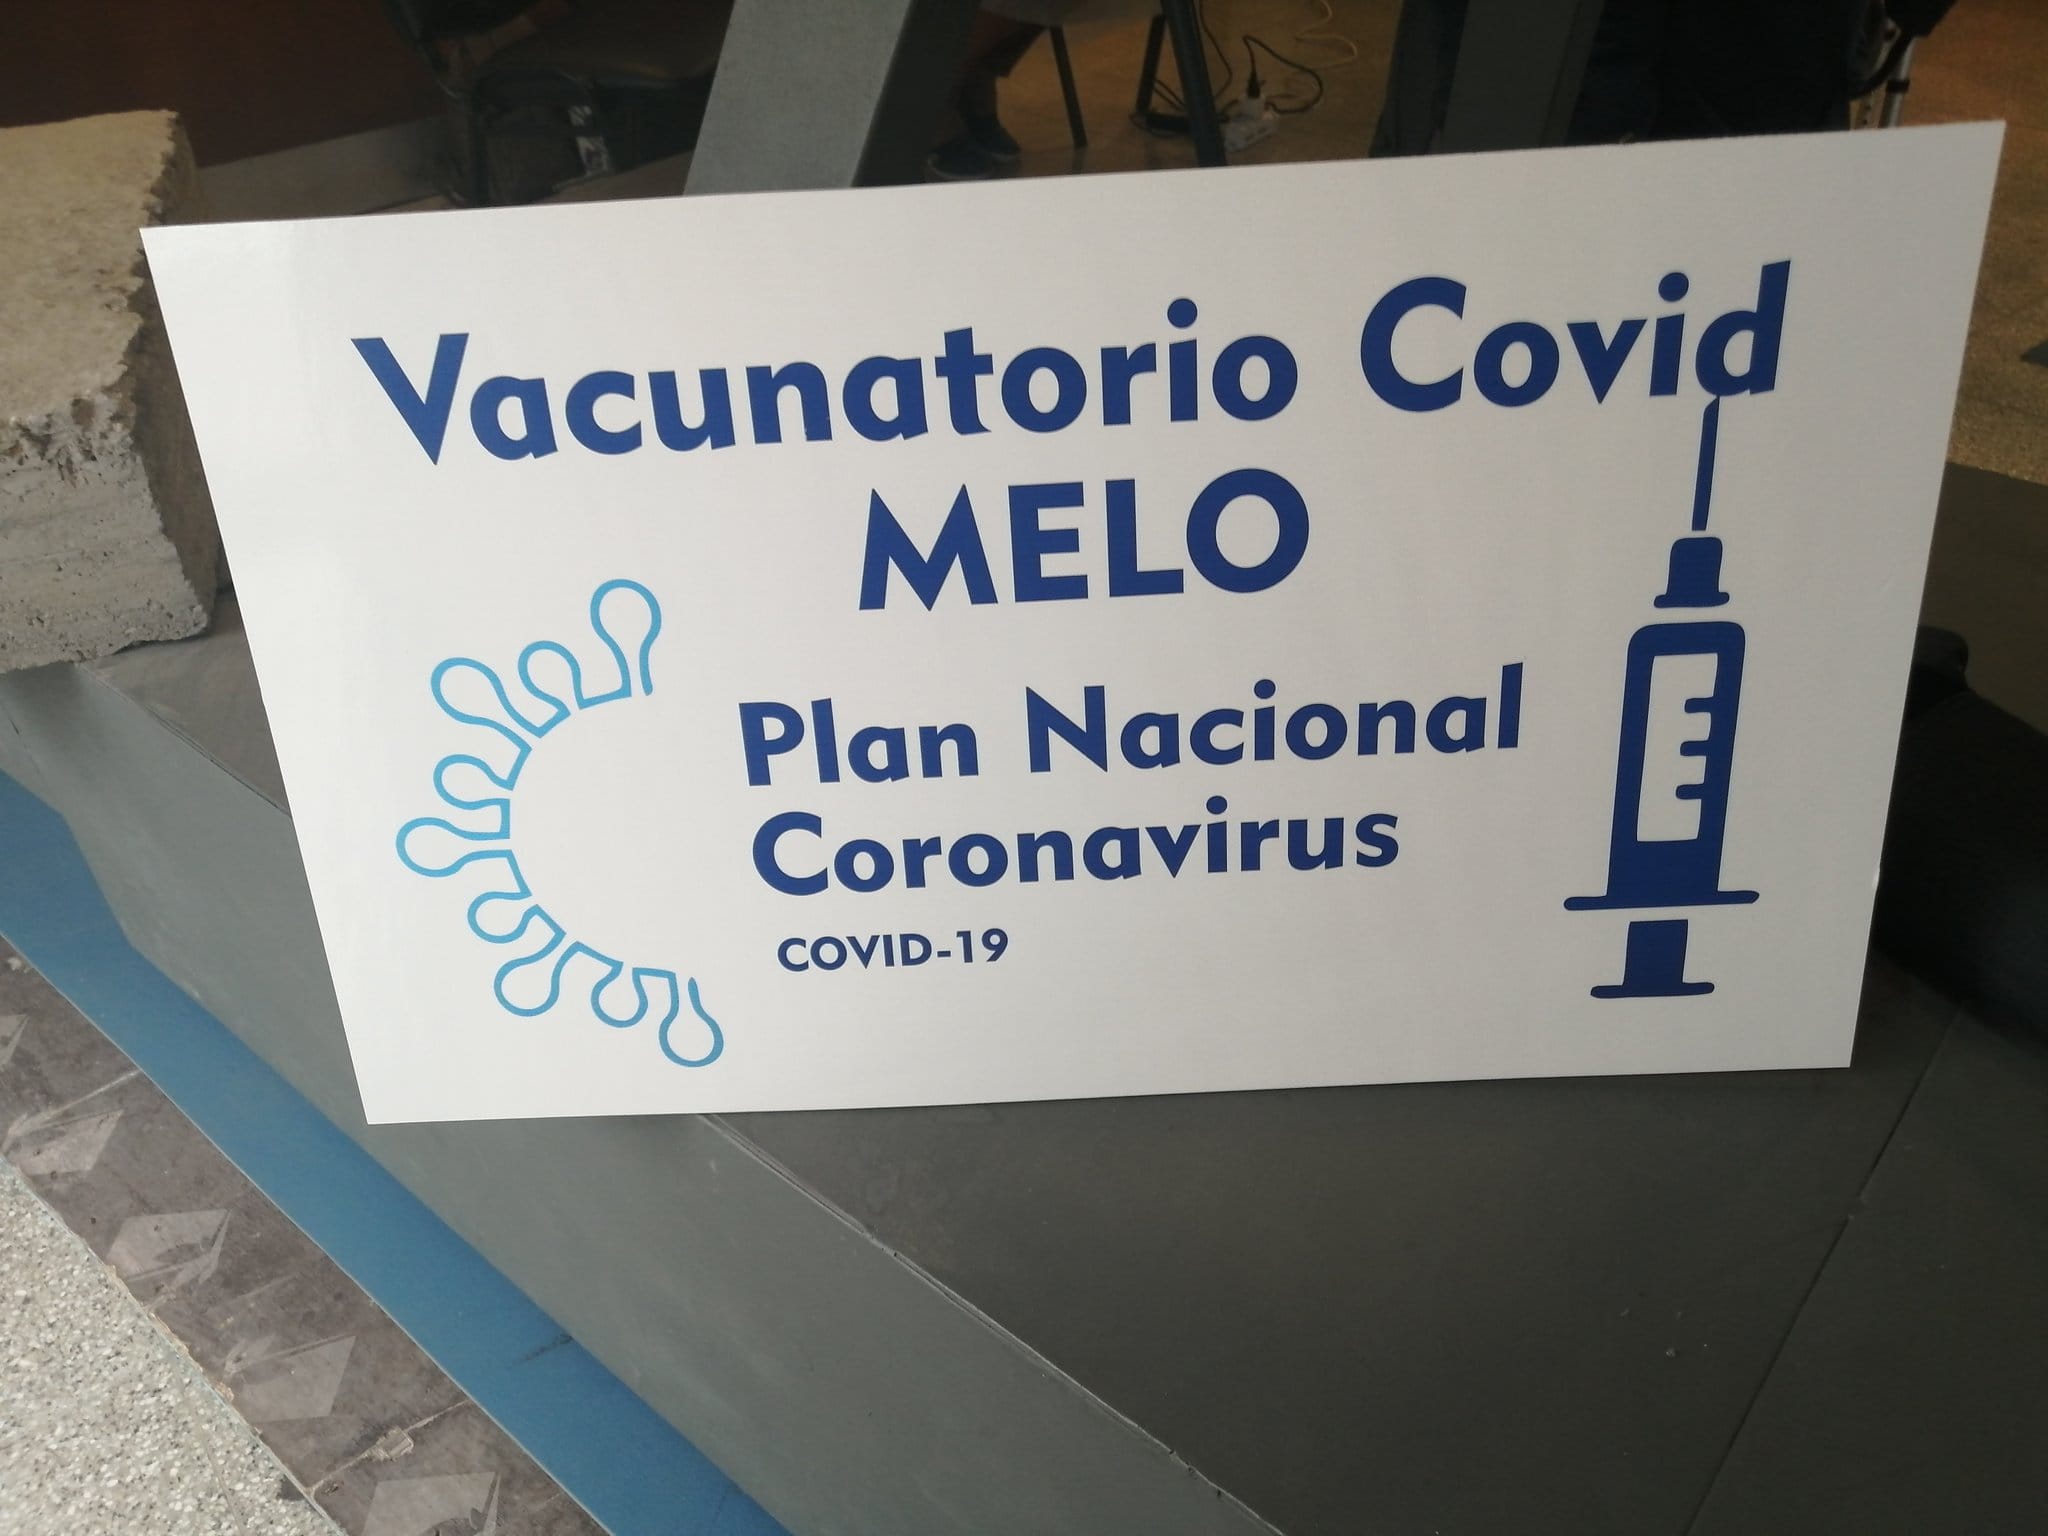 Vacunatorio Covid
MELO
Plan Nacional
Coronavirus
COVID-19